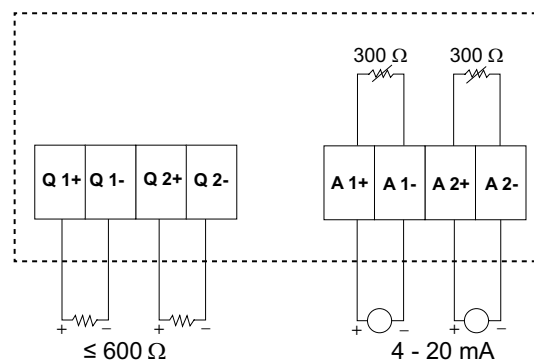 300 Ω 300 Ω
Q 1+ Q 1- Q 2+ Q 2- A 1+ A 1- A 2+ A 2-
+ − + − + − + −
≤ 600 Ω 4 - 20 mA